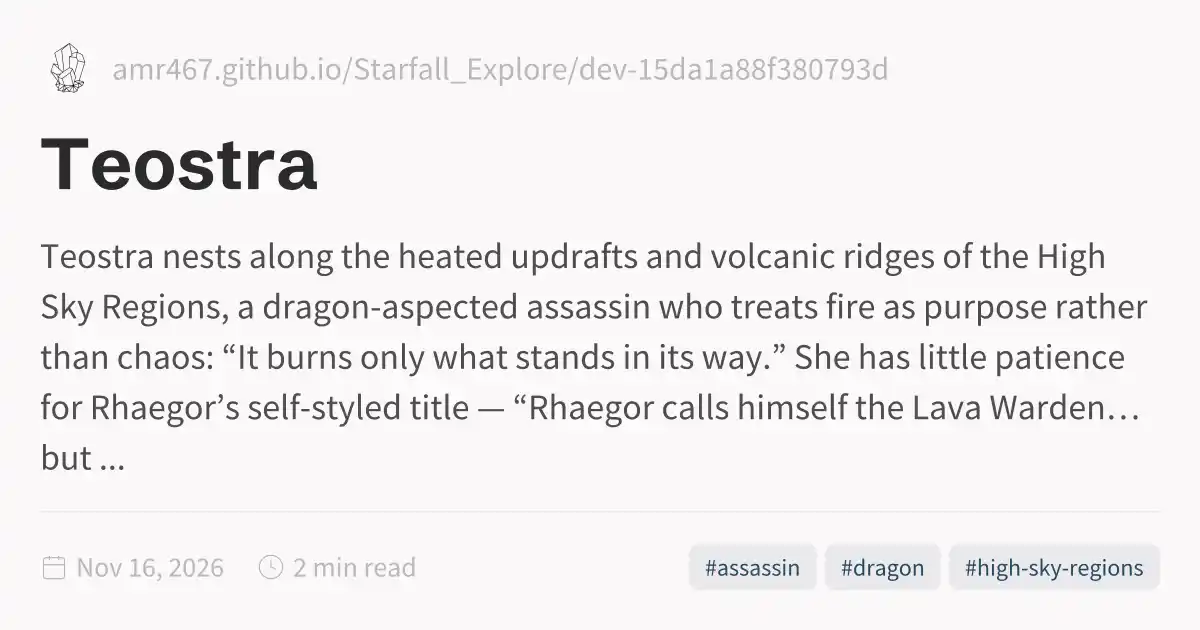 amr467.github.io/Starfall_Explore/dev-15da1a88f380793d
Teostra
Teostra nests along the heated updrafts and volcanic ridges of the High
Sky Regions, a dragon-aspected assassin who treats fire as purpose rather
than chaos: “It burns only what stands in its way.” She has little patience
for Rhaegor’s self-styled title — “Rhaegor calls himself the Lava Warden…
but ...
Nov 16, 2026
2 min read
#assassin
#dragon
#high-sky-regions